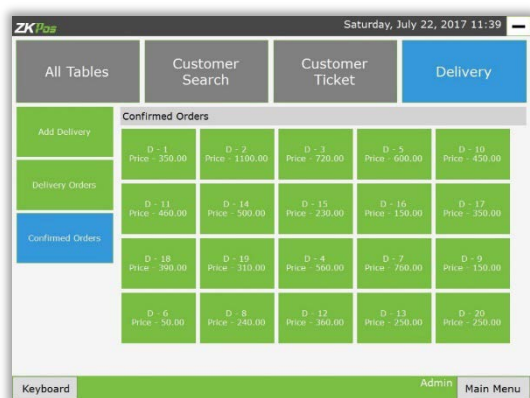 ZKPos
Saturday, July 22, 2017 11:39
All Tables
Customer
Search
Customer
Ticket
Delivery
Add Delivery
Delivery Orders
Confirmed Orders
Confirmed Orders
D - 1
Price - 350.00
D - 2
Price - 1100.00
D - 3
Price - 720.00
D - 5
Price - 600.00
D - 10
Price - 450.00
D - 11
Price - 460.00
D - 14
Price - 500.00
D - 15
Price - 230.00
D - 16
Price - 150.00
D - 17
Price - 350.00
D - 18
Price - 390.00
D - 19
Price - 310.00
D - 4
Price - 560.00
D - 7
Price - 760.00
D - 9
Price - 150.00
D - 6
Price - 50.00
D - 8
Price - 240.00
D - 12
Price - 360.00
D - 13
Price - 250.00
D - 20
Price - 250.00
Keyboard
Admin
Main Menu